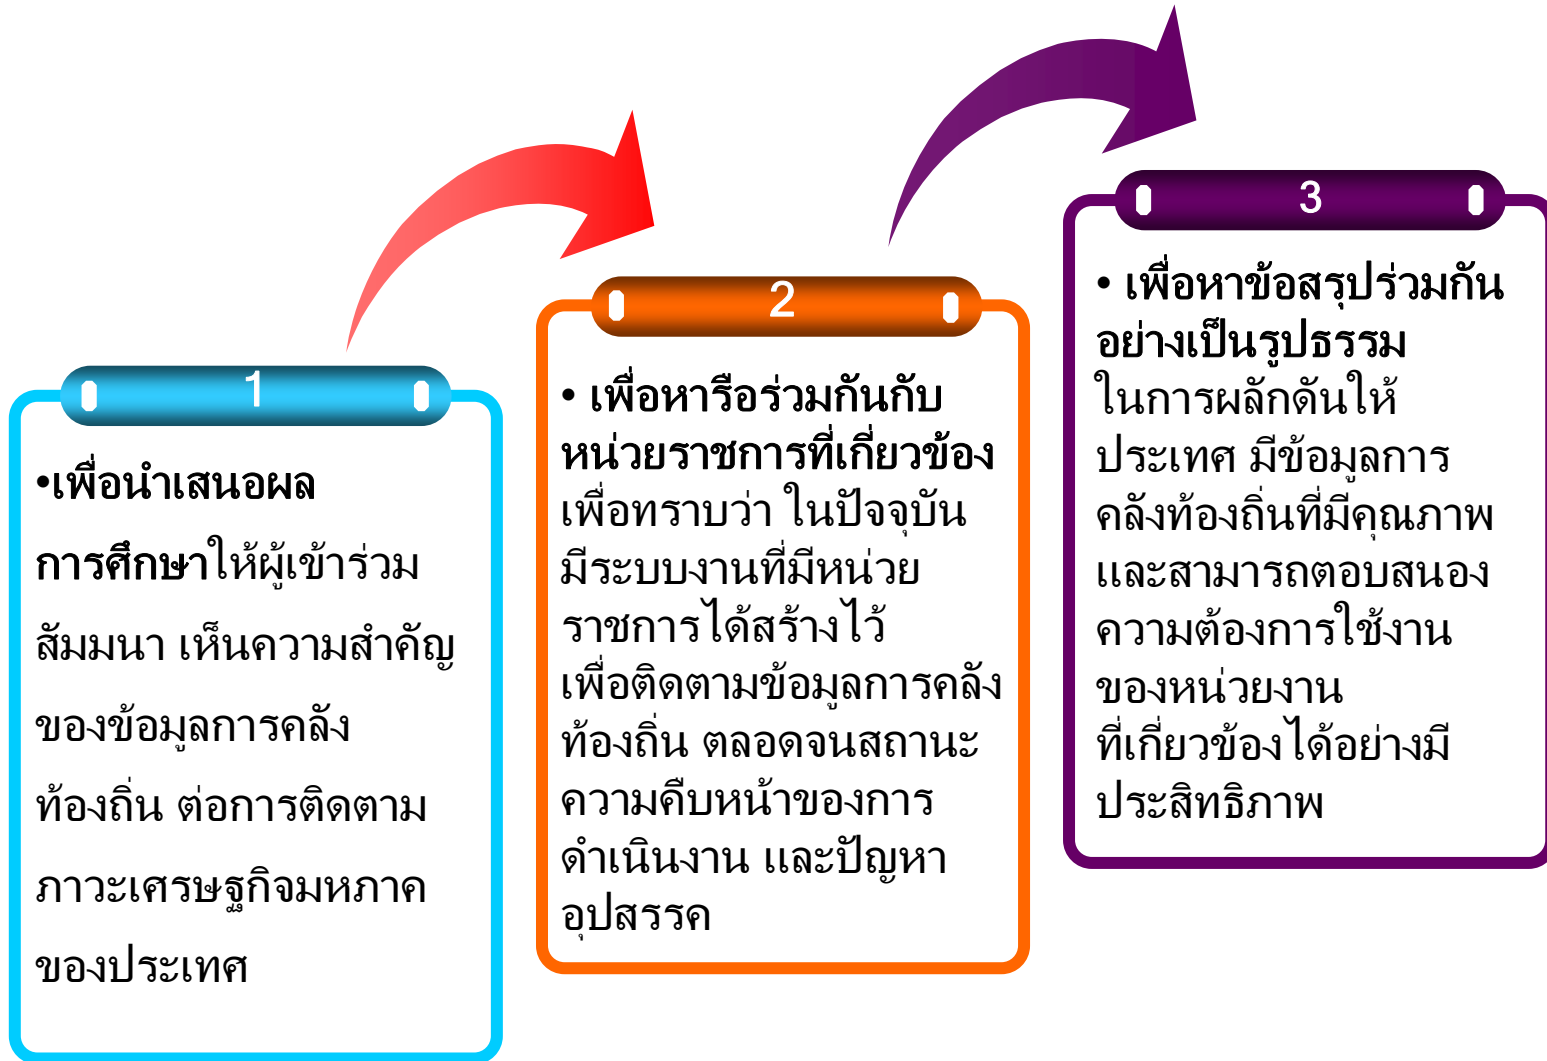 1
•เพื่อนำเสนอผล
การศึกษาให้ผู้เข้าร่วม
สัมมนา เห็นความสำคัญ
ของข้อมูลการคลัง
ท้องถิ่น ต่อการติดตาม
ภาวะเศรษฐกิจมหภาค
ของประเทศ
2
• เพื่อหารือร่วมกันกับ
หน่วยราชการที่เกี่ยวข้อง
เพื่อทราบว่า ในปัจจุบัน
มีระบบงานที่มีหน่วย
ราชการได้สร้างไว้
เพื่อติดตามข้อมูลการคลัง
ท้องถิ่น ตลอดจนสถานะ
ความคืบหน้าของการ
ดำเนินงาน และปัญหา
อุปสรรค
3
• เพื่อหาข้อสรุปร่วมกัน
อย่างเป็นรูปธรรม
ในการผลักดันให้
ประเทศ มีข้อมูลการ
คลังท้องถิ่นที่มีคุณภาพ
และสามารถตอบสนอง
ความต้องการใช้งาน
ของหน่วยงาน
ที่เกี่ยวข้องได้อย่างมี
ประสิทธิภาพ